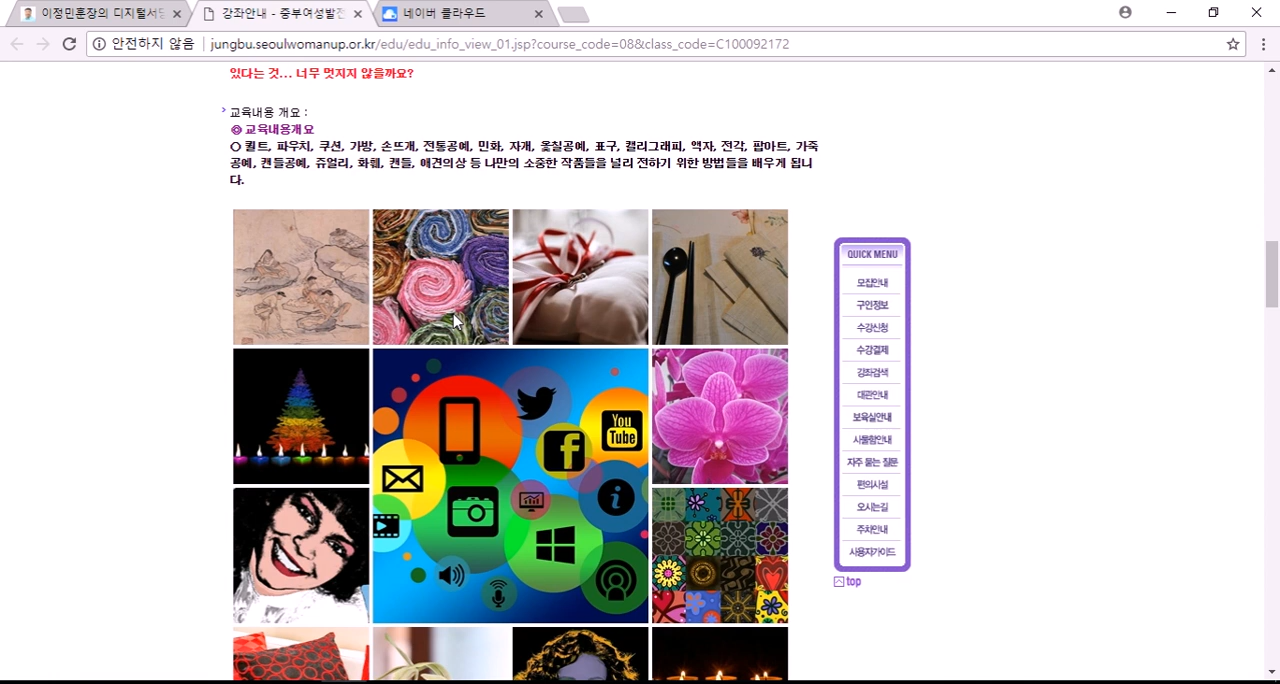 이정민훈장의 디지털서당
강좌안내 - 중부여성발전
네이버 클라우드
안전하지 않음
jungbu.seoulwomanup.or.kr/edu/edu_info_view_01.jsp?course_code=08&class_code=C100092172
있다는 것... 너무 멋지지 않을까요?
교육내용 개요 :
◎ 교육내용개요
○ 퀼트, 파우치, 쿠션, 가방, 손뜨개, 전통공예, 민화, 자개, 옻칠공예, 표구, 캘리그래피, 액자, 전각, 팝아트, 가죽
공예, 캔들공예, 쥬얼리, 화훼, 캔들, 애견의상 등 나만의 소중한 작품들을 널리 전하기 위한 방법들을 배우게 됩니
다.
You
Tube
QUICK MENU
모집안내
구인정보
수강신청
수강결제
강좌검색
대관안내
보육실안내
사물함안내
자주 묻는 질문
편의시설
오시는길
주차안내
사용자가이드
top